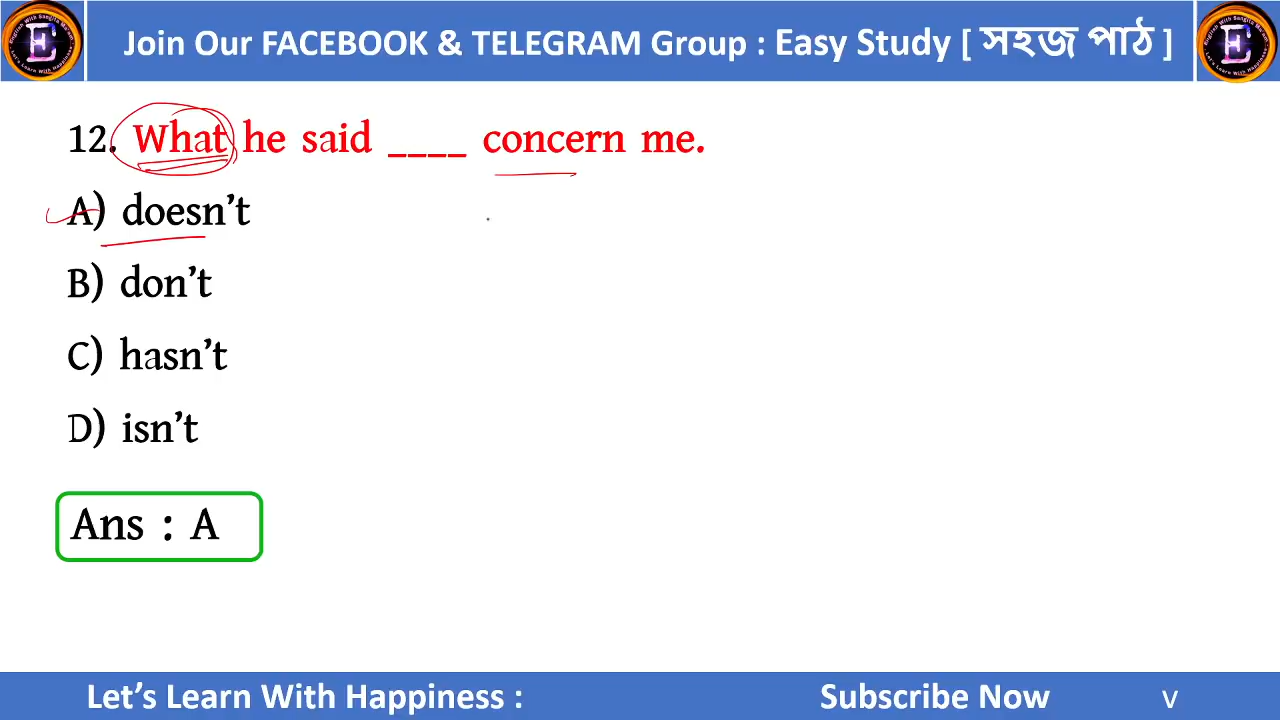 Join Our FACEBOOK & TELEGRAM Group : Easy Study [ সহজ পাঠ ]
12. What he said ____ concern me.
A) doesn't
B) don't
C) hasn't
D) isn't
Ans : A
Let's Learn With Happiness :
Subscribe Now
v